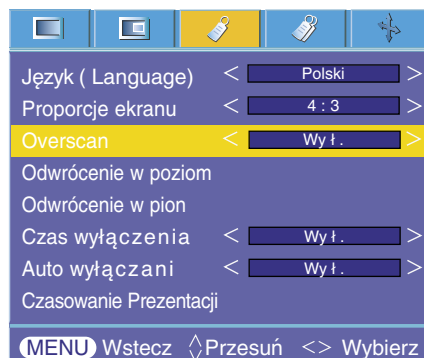 Język ( Language) < Polski >
Proporcje ekranu < 4 : 3 >
Overscan < Wy ł . >
Odwrócenie w poziom
Odwrócenie w pion
Czas wyłączenia < Wy ł . >
Auto wyłączani < Wy ł . >
Czasowanie Prezentacji
MENU Wstecz Przesuń <> Wybierz